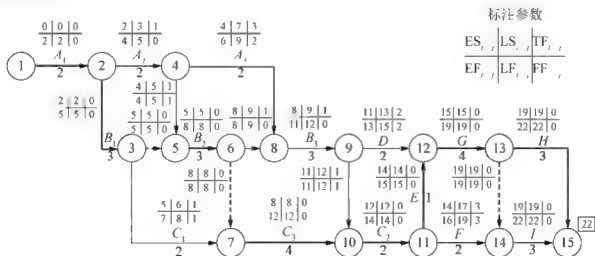 标注参数
ES i,j LS i,j TF i,j
EF i,j LF i,j FF i,j
0 0 0
2 2 0
A₁
2
2 3 1
4 5 0
2
4 7 3
6 9 2
2
1
2
4
2 2 0
5 5 0
4 5 1
4 5 1
B₁
3
3
5 5 0
5 5 0
5
5 5 0
8 8 0
B₂
3
6
8 9 1
8 9 0
8
8 9 1
11 12 0
B₃
3
9
11 13 2
13 15 2
D
2
12
15 15 0
19 19 0
G
4
13
19 19 0
22 22 0
H
3
8 8 0
8 8 0
11 12 1
11 12 1
14 14 0
15 15 0
E
1
19 19 0
19 19 0
5 6 1
7 8 1
C₁
2
7
8 8 0
12 12 0
C₃
4
10
12 12 0
14 14 0
C₂
2
11
14 17 3
16 19 3
F
2
14
19 19 0
22 22 0
I
3
15
22